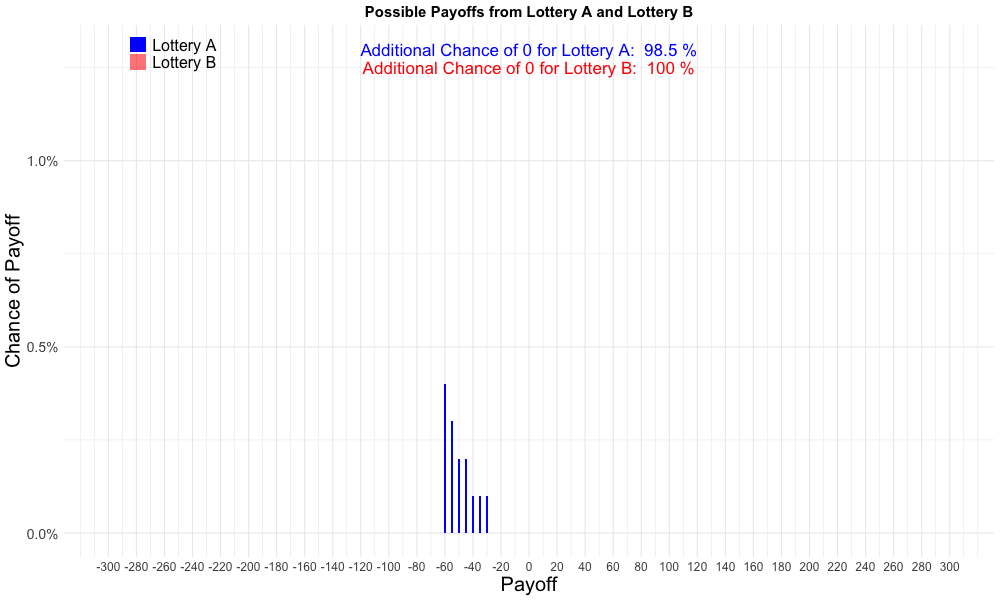 Possible Payoffs from Lottery A and Lottery B
Lottery A
Lottery B
Additional Chance of 0 for Lottery A:  98.5 %
Additional Chance of 0 for Lottery B:  100 %
Chance of Payoff
1.0%
0.5%
0.0%
-300 -280 -260 -240 -220 -200 -180 -160 -140 -120 -100 -80 -60 -40 -20 0 20 40 60 80 100 120 140 160 180 200 220 240 260 280 300
Payoff